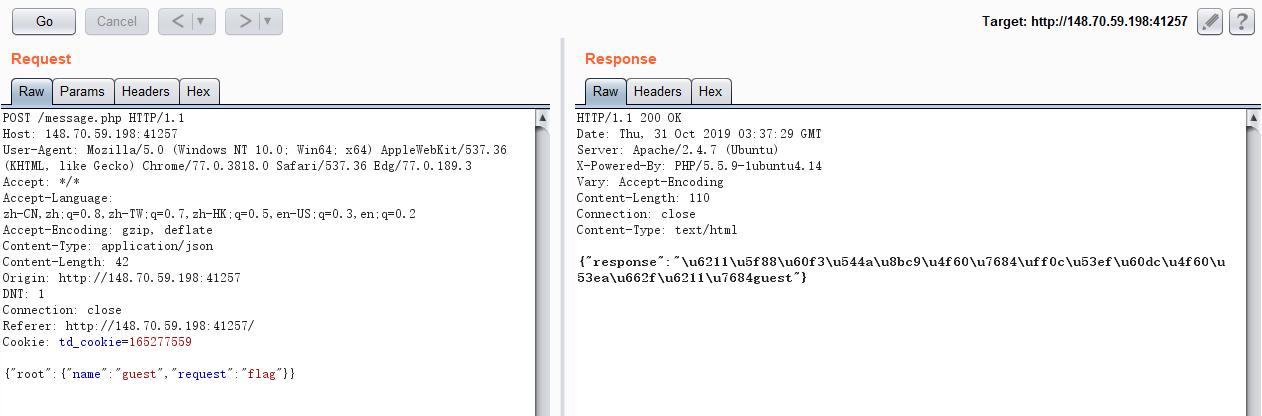 Go Cancel < > Target: http://148.70.59.198:41257 ?
Request
Raw Params Headers Hex
POST /message.php HTTP/1.1
Host: 148.70.59.198:41257
User-Agent: Mozilla/5.0 (Windows NT 10.0; Win64; x64) AppleWebKit/537.36
(KHTML, like Gecko) Chrome/77.0.3818.0 Safari/537.36 Edg/77.0.189.3
Accept: */*
Accept-Language:
zh-CN,zh;q=0.8,zh-TW;q=0.7,zh-HK;q=0.5,en-US;q=0.3,en;q=0.2
Accept-Encoding: gzip, deflate
Content-Type: application/json
Content-Length: 42
Origin: http://148.70.59.198:41257
DNT: 1
Connection: close
Referer: http://148.70.59.198:41257/
Cookie: td_cookie=165277559
{"root":{"name":"guest","request":"flag"}}
Response
Raw Headers Hex
HTTP/1.1 200 OK
Date: Thu, 31 Oct 2019 03:37:29 GMT
Server: Apache/2.4.7 (Ubuntu)
X-Powered-By: PHP/5.5.9-1ubuntu4.14
Vary: Accept-Encoding
Content-Length: 110
Connection: close
Content-Type: text/html
{"response":"\u6211\u5f88\u60f3\u544a\u8bc9\u4f60\u7684\uff0c\u53ef\u60dc\u4f60\u
53ea\u662f\u6211\u7684guest"}